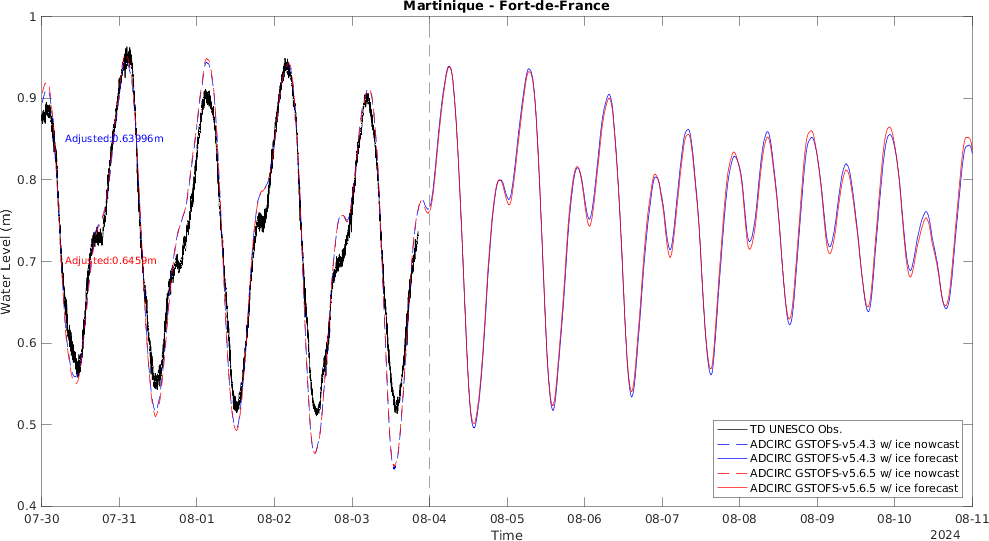 Martinique - Fort-de-France
1
0.9
0.8
0.7
0.6
0.5
0.4
Water Level (m)
Adjusted:0.63996m
Adjusted:0.6459m
TD UNESCO Obs.
ADCIRC GSTOFS-v5.4.3 w/ ice nowcast
ADCIRC GSTOFS-v5.4.3 w/ ice forecast
ADCIRC GSTOFS-v5.6.5 w/ ice nowcast
ADCIRC GSTOFS-v5.6.5 w/ ice forecast
07-30 07-31 08-01 08-02 08-03 08-04 08-05 08-06 08-07 08-08 08-09 08-10 08-11
Time
2024